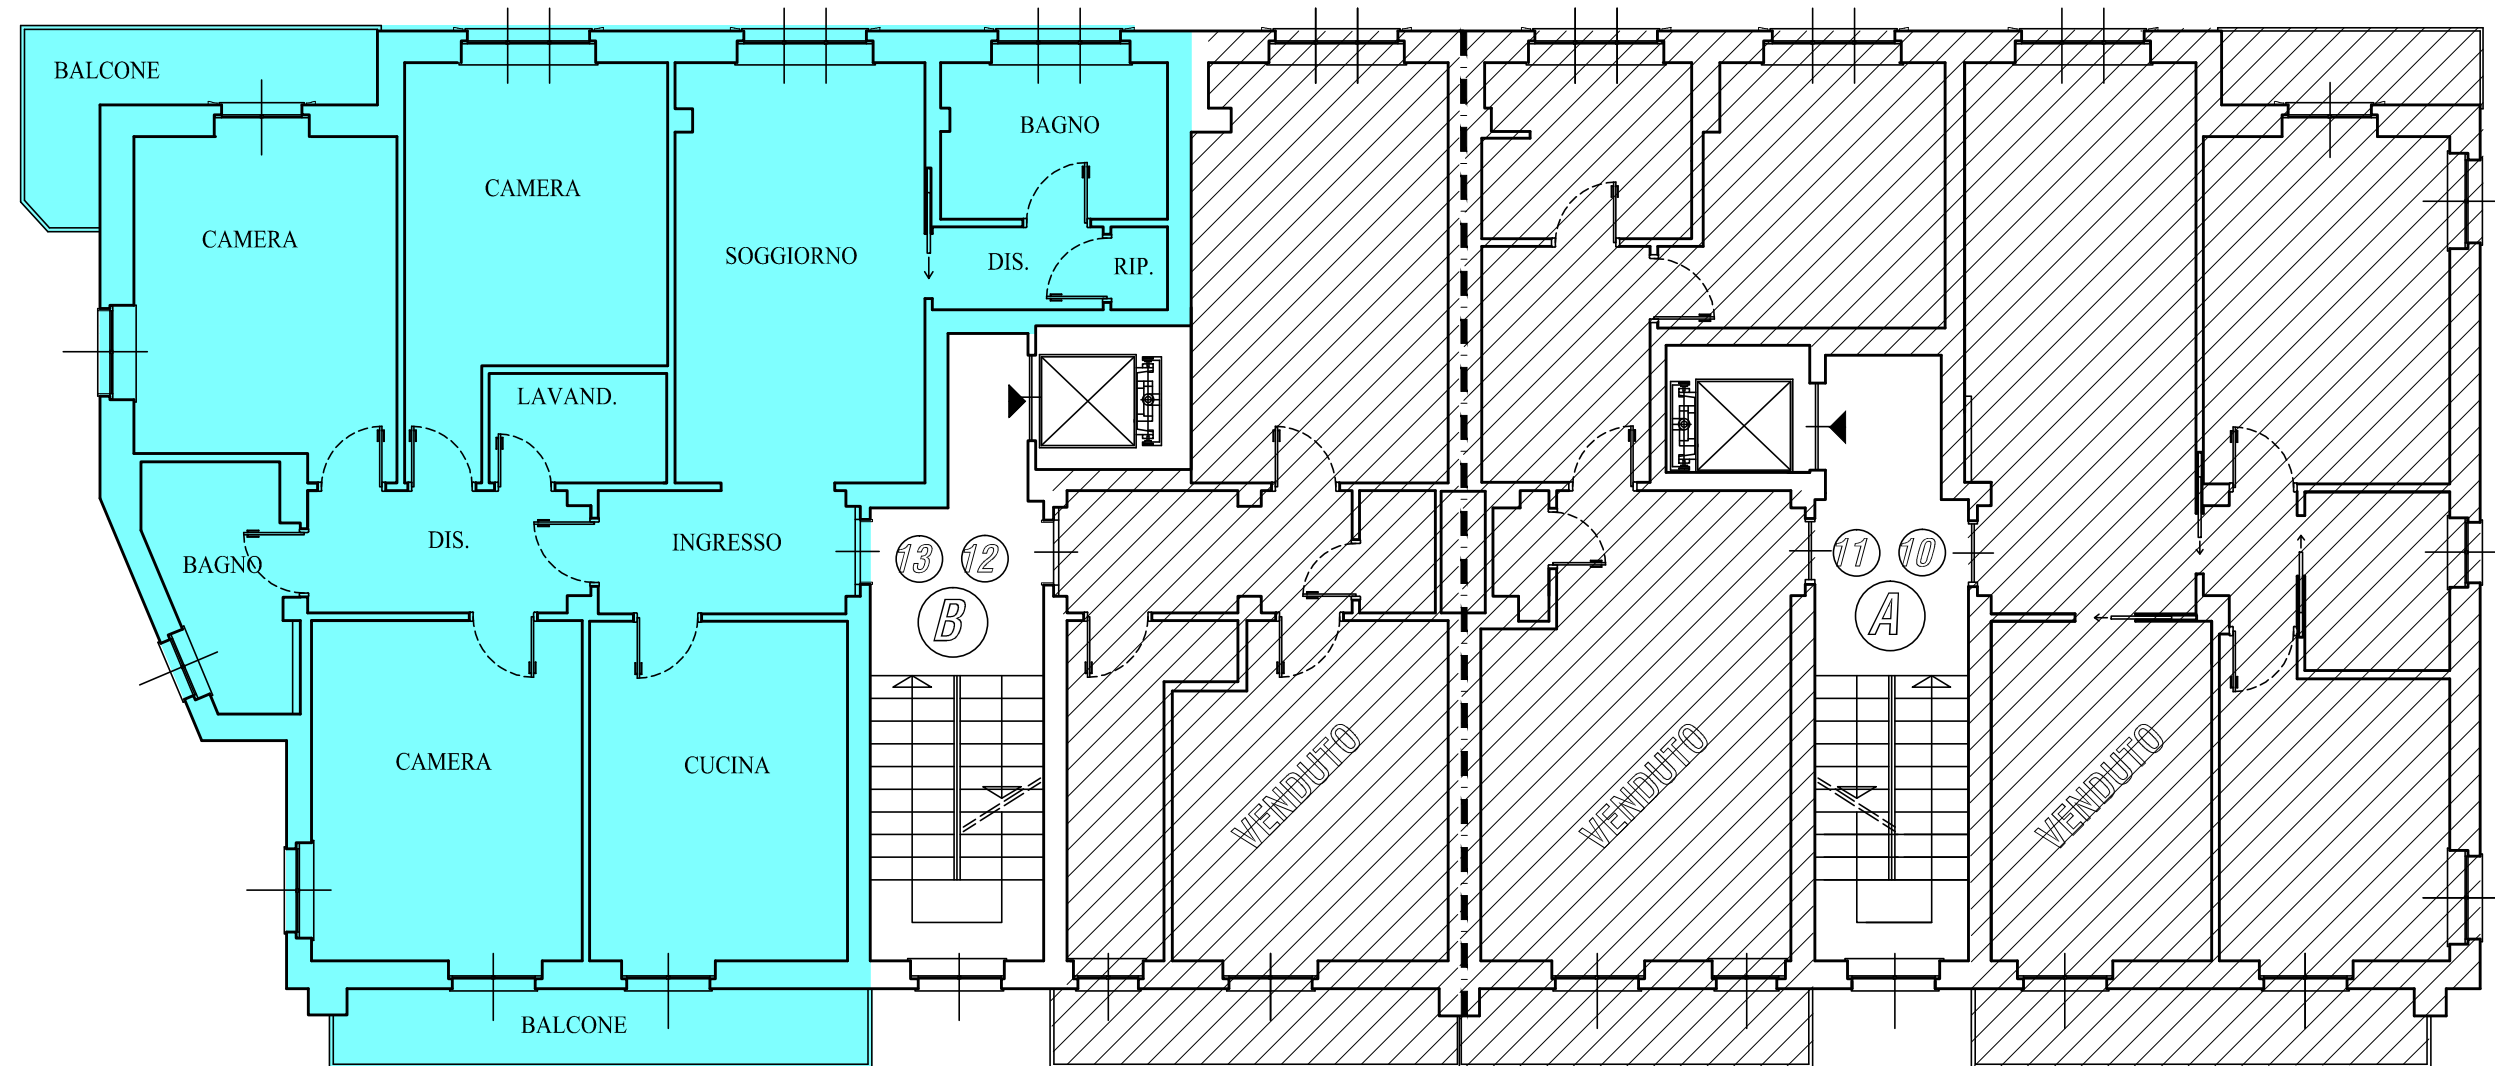 BALCONE
BAGNO
CAMERA
CAMERA
SOGGIORNO
DIS.
RIP.
LAVAND.
DIS.
INGRESSO
BAGNO
13
12
11
10
B
A
CAMERA
CUCINA
VENDUTO
VENDUTO
VENDUTO
BALCONE